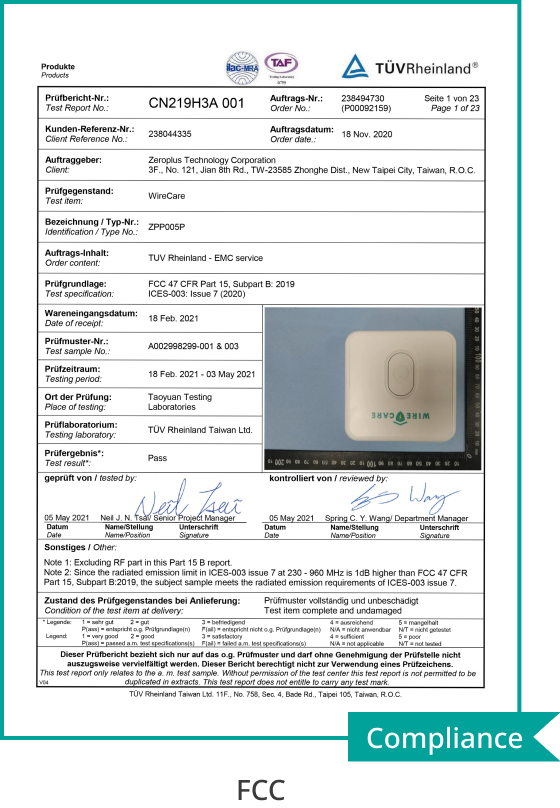 Produkte
Products
ilac-MRA
TAF
Testing Laboratory
TÜVRheinland®
Prüfbericht-Nr.:
Test Report No.:
CN219H3A 001
Auftrags-Nr.:
Order No.:
238494730
(P00092159)
Seite 1 von 23
Page 1 of 23
Kunden-Referenz-Nr.:
Client Reference No.:
238044335
Auftragsdatum:
Order date.:
18 Nov. 2020
Auftraggeber:
Client:
Zeroplus Technology Corporation
3F., No. 121, Jian 8th Rd., TW-23585 Zhonghe Dist., New Taipei City, Taiwan, R.O.C.
Prüfgegenstand:
Test item:
WireCare
Bezeichnung / Typ-Nr.:
Identification / Type No.:
ZPP005P
Auftrags-Inhalt:
Order content:
TUV Rheinland - EMC service
Prüfgrundlage:
Test specification:
FCC 47 CFR Part 15, Subpart B: 2019
ICES-003: Issue 7 (2020)
Wareneingangsdatum:
Date of receipt:
18 Feb. 2021
Prüfmuster-Nr.:
Test sample No.:
A002998299-001 & 003
Prüfzeitraum:
Testing period:
18 Feb. 2021 - 03 May 2021
Ort der Prüfung:
Place of testing:
Taoyuan Testing
Laboratories
Prüflaboratorium:
Testing laboratory:
TÜV Rheinland Taiwan Ltd.
Prüfergebnis*:
Test result*:
Pass
WIRE CARE
geprüft von / tested by:
kontrolliert von / reviewed by:
Neil Tsai
Wang
05 May 2021 Neil J. N. Tsai/ Senior Project Manager
05 May 2021 Spring C. Y. Wang/ Department Manager
Datum Name/Stellung Unterschrift
Date Name/Position Signature
Datum Name/Stellung Unterschrift
Date Name/Position Signature
Sonstiges / Other:
Note 1: Excluding RF part in this Part 15 B report.
Note 2: Since the radiated emission limit in ICES-003 issue 7 at 230 - 960 MHz is 1dB higher than FCC 47 CFR
Part 15, Subpart B:2019, the subject sample meets the radiated emission requirements of ICES-003 issue 7.
Zustand des Prüfgegenstandes bei Anlieferung:
Condition of the test item at delivery:
Prüfmuster vollständig und unbeschädigt
Test item complete and undamaged
* Legende: 1 = sehr gut 2 = gut 3 = befriedigend 4 = ausreichend 5 = mangelhaft
P(ass) = entspricht o.g. Prüfgrundlage(n) F(ail) = entspricht nicht o.g. Prüfgrundlage(n) N/A = nicht anwendbar N/T = nicht getestet
Legend: 1 = very good 2 = good 3 = satisfactory 4 = sufficient 5 = poor
P(ass) = passed a.m. test specifications(s) F(ail) = failed a.m. test specifications(s) N/A = not applicable N/T = not tested
Dieser Prüfbericht bezieht sich nur auf das o.g. Prüfmuster und darf ohne Genehmigung der Prüfstelle nicht
auszugsweise vervielfältigt werden. Dieser Bericht berechtigt nicht zur Verwendung eines Prüfzeichens.
This test report only relates to the a. m. test sample. Without permission of the test center this test report is not permitted to be
duplicated in extracts. This test report does not entitle to carry any test mark.
V04
TÜV Rheinland Taiwan Ltd. 11F., No. 758, Sec. 4, Bade Rd., Taipei 105, Taiwan, R.O.C.
Compliance
FCC